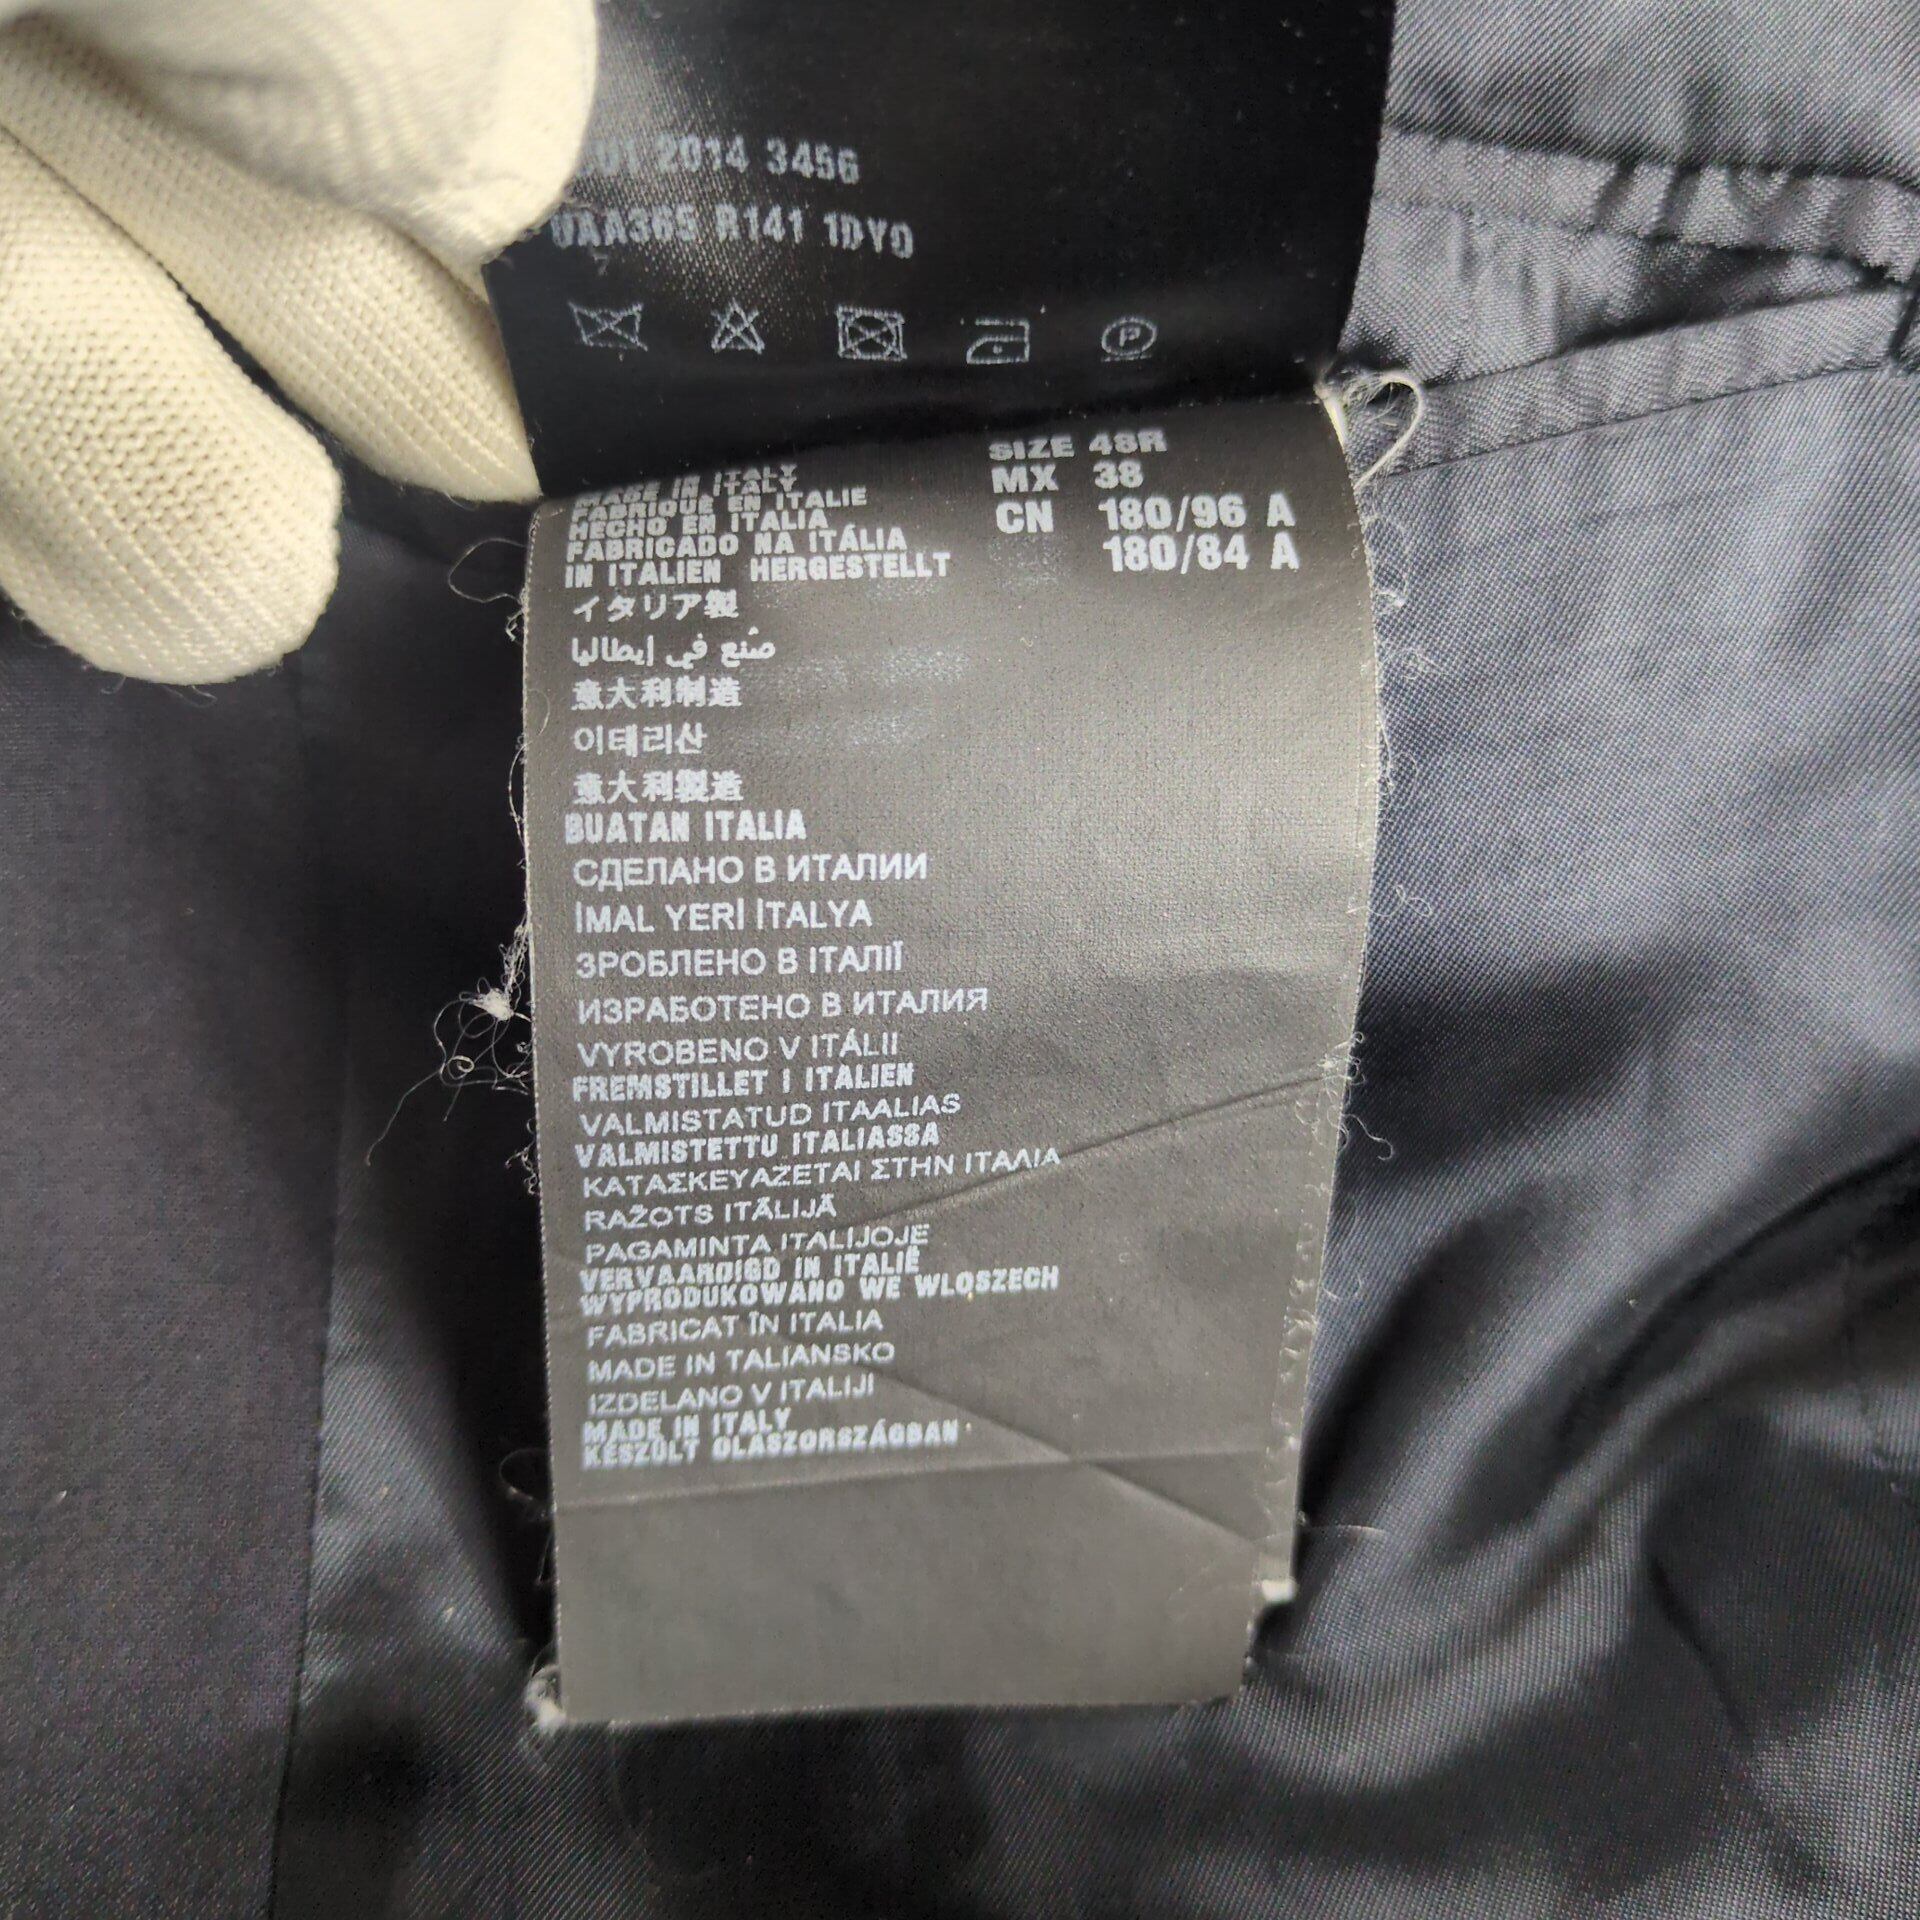 2014 3456
UAA365 R141 1DY0
P
SIZE 48R
MX 38
CN 180/96 A
180/84 A
MADE IN ITALY
FABRIQUE EN ITALIE
HECHO EN ITALIA
FABRICADO NA ITÁLIA
IN ITALIEN HERGESTELLT
イタリア製
صُنع في إيطاليا
意大利制造
이태리산
意大利製造
BUATAN ITALIA
СДЕЛАНО В ИТАЛИИ
İMAL YERİ İTALYA
ЗРОБЛЕНО В ІТАЛІЇ
ИЗРАБОТЕНО В ИТАЛИЯ
VYROBENO V ITÁLII
FREMSTILLET I ITALIEN
VALMISTATUD ITAALIAS
VALMISTETTU ITALIASSA
ΚΑΤΑΣΚΕΥΑΖΕΤΑΙ ΣΤΗΝ ΙΤΑΛΙΑ
RAŽOTS ITĀLIJĀ
PAGAMINTA ITALIJOJE
VERVAARDIGD IN ITALIË
WYPRODUKOWANO WE WLOSZECH
FABRICAT ÎN ITALIA
MADE IN TALIANSKO
IZDELANO V ITALIJI
MADE IN ITALY
KÉSZÜLT OLASZORSZÁGBAN